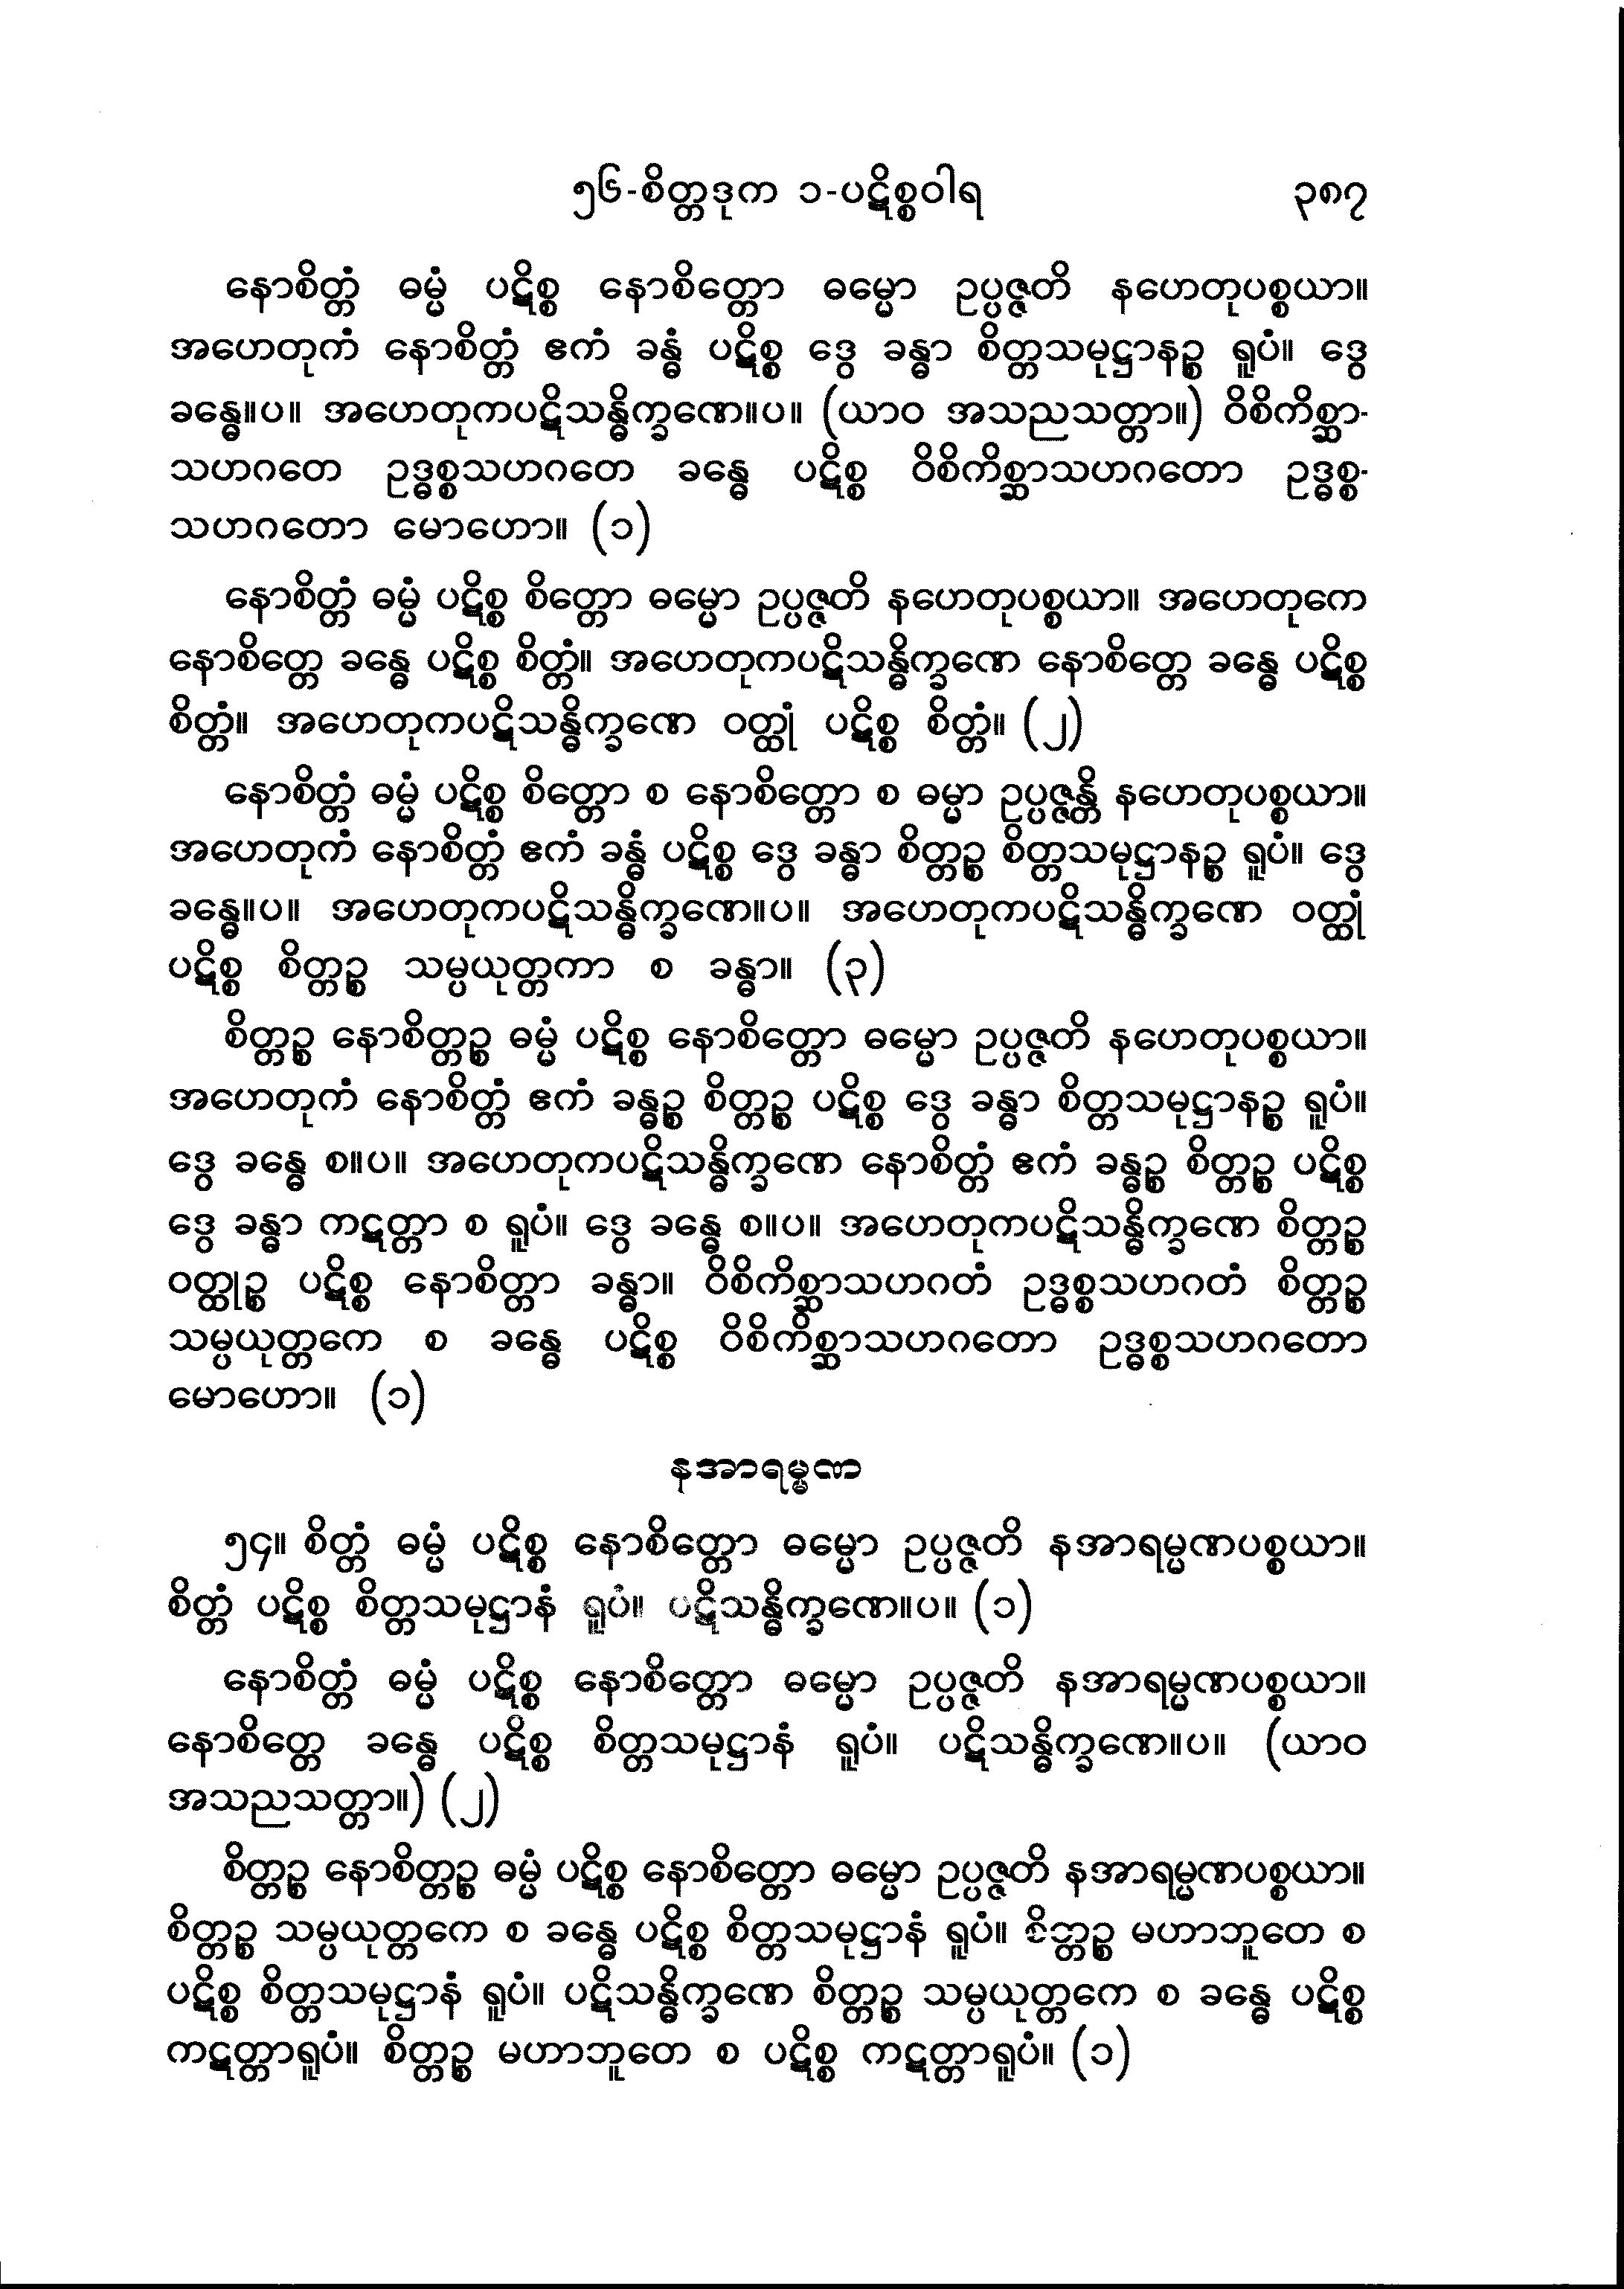 ၅၆-စိတ္တဒုက ၁-ပဋိစ္စဝါရ ၃၈၇
နောစိတ္တံ ဓမ္မံ ပဋိစ္စ နောစိတ္တော ဓမ္မော ဥပ္ပဇ္ဇတိ နဟေတုပစ္စယာ။
အဟေတုကံ နောစိတ္တံ ဧကံ ခန္ဓံ ပဋိစ္စ ဒွေ ခန္ဓာ စိတ္တသမုဋ္ဌာနဉ္စ ရူပံ။ ဒွေ
ခန္ဓေ။ပ။ အဟေတုကပဋိသန္ဓိက္ခဏေ။ပ။ (ယာဝ အသညသတ္တာ။) ဝိစိကိစ္ဆာ-
သဟဂတေ ဥဒ္ဓစ္စသဟဂတေ ခန္ဓေ ပဋိစ္စ ဝိစိကိစ္ဆာသဟဂတော ဥဒ္ဓစ္စ-
သဟဂတော မောဟော။ (၁)
နောစိတ္တံ ဓမ္မံ ပဋိစ္စ စိတ္တော ဓမ္မော ဥပ္ပဇ္ဇတိ နဟေတုပစ္စယာ။ အဟေတုကေ
နောစိတ္တေ ခန္ဓေ ပဋိစ္စ စိတ္တံ။ အဟေတုကပဋိသန္ဓိက္ခဏေ နောစိတ္တေ ခန္ဓေ ပဋိစ္စ
စိတ္တံ။ အဟေတုကပဋိသန္ဓိက္ခဏေ ဝတ္ထုံ ပဋိစ္စ စိတ္တံ။ (၂)
နောစိတ္တံ ဓမ္မံ ပဋိစ္စ စိတ္တော စ နောစိတ္တော စ ဓမ္မာ ဥပ္ပဇ္ဇန္တိ နဟေတုပစ္စယာ။
အဟေတုကံ နောစိတ္တံ ဧကံ ခန္ဓံ ပဋိစ္စ ဒွေ ခန္ဓာ စိတ္တဉ္စ စိတ္တသမုဋ္ဌာနဉ္စ ရူပံ။ ဒွေ
ခန္ဓေ။ပ။ အဟေတုကပဋိသန္ဓိက္ခဏေ။ပ။ အဟေတုကပဋိသန္ဓိက္ခဏေ ဝတ္ထုံ
ပဋိစ္စ စိတ္တဉ္စ သမ္ပယုတ္တကာ စ ခန္ဓာ။ (၃)
စိတ္တဉ္စ နောစိတ္တဉ္စ ဓမ္မံ ပဋိစ္စ နောစိတ္တော ဓမ္မော ဥပ္ပဇ္ဇတိ နဟေတုပစ္စယာ။
အဟေတုကံ နောစိတ္တံ ဧကံ ခန္ဓဉ္စ စိတ္တဉ္စ ပဋိစ္စ ဒွေ ခန္ဓာ စိတ္တသမုဋ္ဌာနဉ္စ ရူပံ။
ဒွေ ခန္ဓေ စ။ပ။ အဟေတုကပဋိသန္ဓိက္ခဏေ နောစိတ္တံ ဧကံ ခန္ဓဉ္စ စိတ္တဉ္စ ပဋိစ္စ
ဒွေ ခန္ဓာ ကဋတ္တာ စ ရူပံ။ ဒွေ ခန္ဓေ စ။ပ။ အဟေတုကပဋိသန္ဓိက္ခဏေ စိတ္တဉ္စ
ဝတ္ထုဉ္စ ပဋိစ္စ နောစိတ္တာ ခန္ဓာ။ ဝိစိကိစ္ဆာသဟဂတံ ဥဒ္ဓစ္စသဟဂတံ စိတ္တဉ္စ
သမ္ပယုတ္တကေ စ ခန္ဓေ ပဋိစ္စ ဝိစိကိစ္ဆာသဟဂတော ဥဒ္ဓစ္စသဟဂတော
မောဟော။ (၁)
နအာရမ္မဏ
၅၄။ စိတ္တံ ဓမ္မံ ပဋိစ္စ နောစိတ္တော ဓမ္မော ဥပ္ပဇ္ဇတိ နအာရမ္မဏပစ္စယာ။
စိတ္တံ ပဋိစ္စ စိတ္တသမုဋ္ဌာနံ ရူပံ။ ပဋိသန္ဓိက္ခဏေ။ပ။ (၁)
နောစိတ္တံ ဓမ္မံ ပဋိစ္စ နောစိတ္တော ဓမ္မော ဥပ္ပဇ္ဇတိ နအာရမ္မဏပစ္စယာ။
နောစိတ္တေ ခန္ဓေ ပဋိစ္စ စိတ္တသမုဋ္ဌာနံ ရူပံ။ ပဋိသန္ဓိက္ခဏေ။ပ။ (ယာဝ
အသညသတ္တာ။) (၂)
စိတ္တဉ္စ နောစိတ္တဉ္စ ဓမ္မံ ပဋိစ္စ နောစိတ္တော ဓမ္မော ဥပ္ပဇ္ဇတိ နအာရမ္မဏပစ္စယာ။
စိတ္တဉ္စ သမ္ပယုတ္တကေ စ ခန္ဓေ ပဋိစ္စ စိတ္တသမုဋ္ဌာနံ ရူပံ။ စိတ္တဉ္စ မဟာဘူတေ စ
ပဋိစ္စ စိတ္တသမုဋ္ဌာနံ ရူပံ။ ပဋိသန္ဓိက္ခဏေ စိတ္တဉ္စ သမ္ပယုတ္တကေ စ ခန္ဓေ ပဋိစ္စ
ကဋတ္တာရူပံ။ စိတ္တဉ္စ မဟာဘူတေ စ ပဋိစ္စ ကဋတ္တာရူပံ။ (၁)